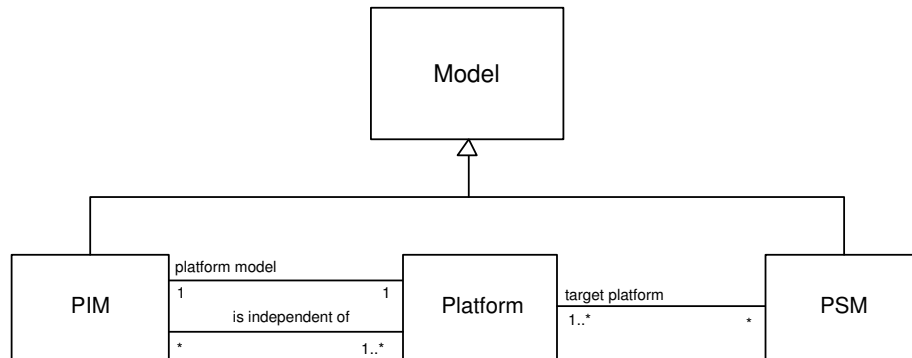 Model
platform model
PIM
1
1
is independent of
*
1..*
Platform
target platform
1..*
*
PSM